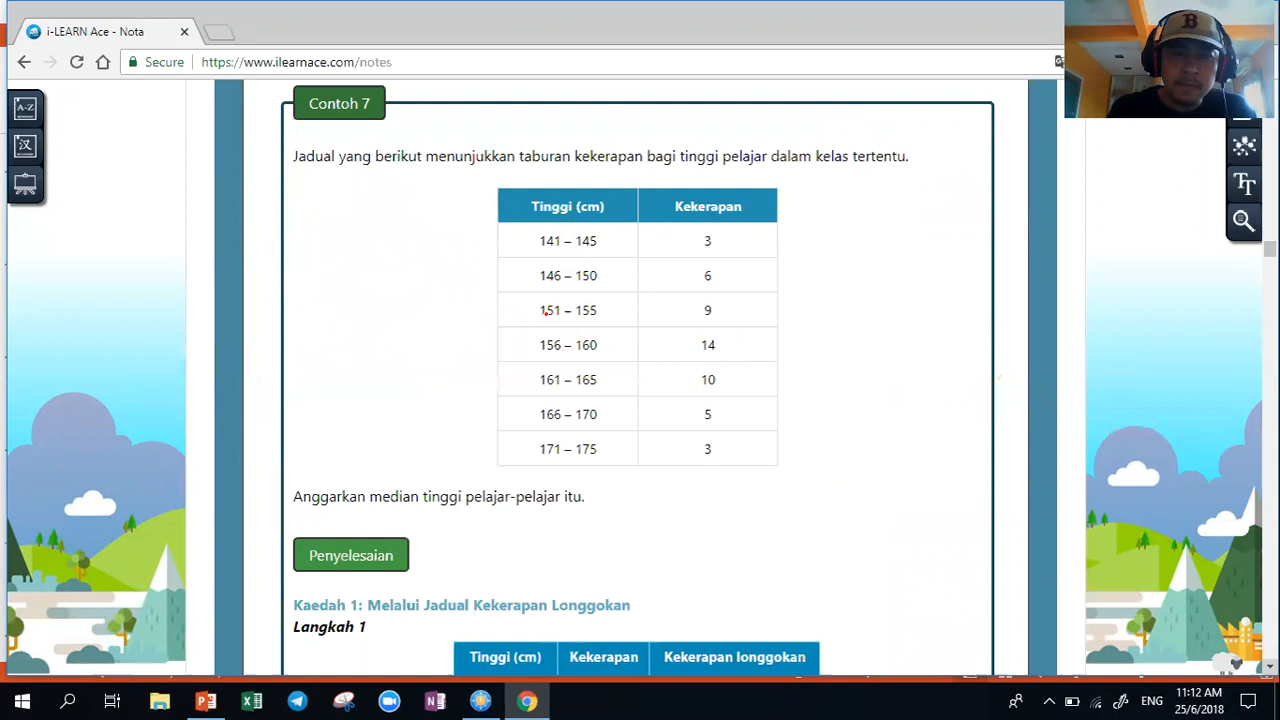 i-LEARN Ace - Nota
Secure https://www.ilearnace.com/notes
B
A-Z
汉
TT
Contoh 7
Jadual yang berikut menunjukkan taburan kekerapan bagi tinggi pelajar dalam kelas tertentu.
Tinggi (cm) Kekerapan
141 – 145 3
146 – 150 6
151 – 155 9
156 – 160 14
161 – 165 10
166 – 170 5
171 – 175 3
Anggarkan median tinggi pelajar-pelajar itu.
Penyelesaian
Kaedah 1: Melalui Jadual Kekerapan Longgokan
Langkah 1
Tinggi (cm) Kekerapan Kekerapan longgokan
ENG
11:12 AM
25/6/2018